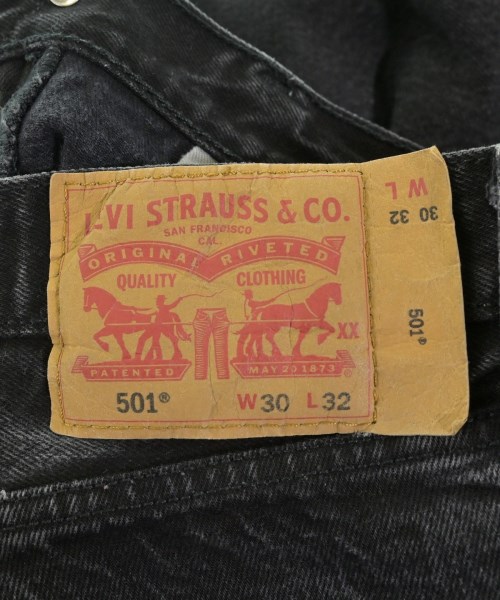 LEVI STRAUSS & CO.
SAN FRANCISCO
CAL.
ORIGINAL RIVETED
QUALITY CLOTHING
XX
PATENTED MAY 20 1873
501® W30 L32
W L
30 32
501®